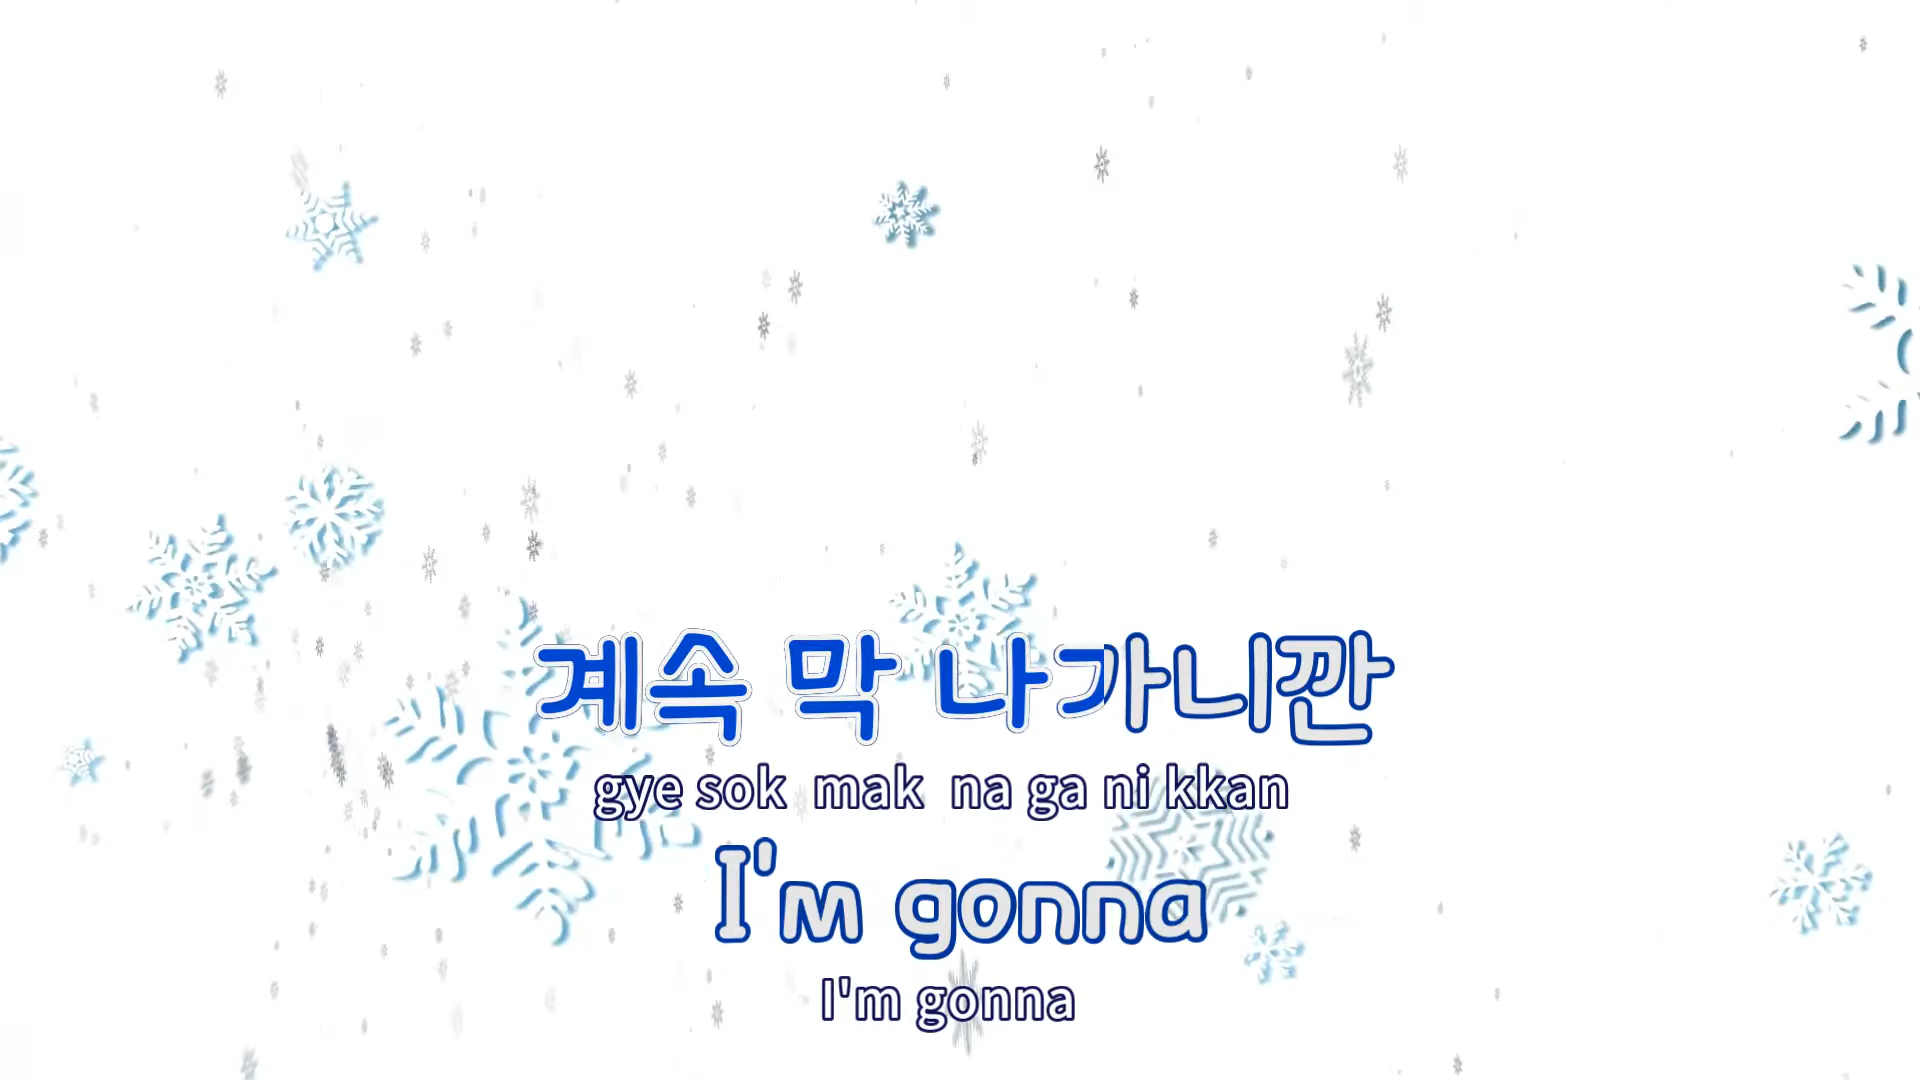 계속 막 나가니깐
gye sok mak na ga ni kkan
I'm gonna
I'm gonna